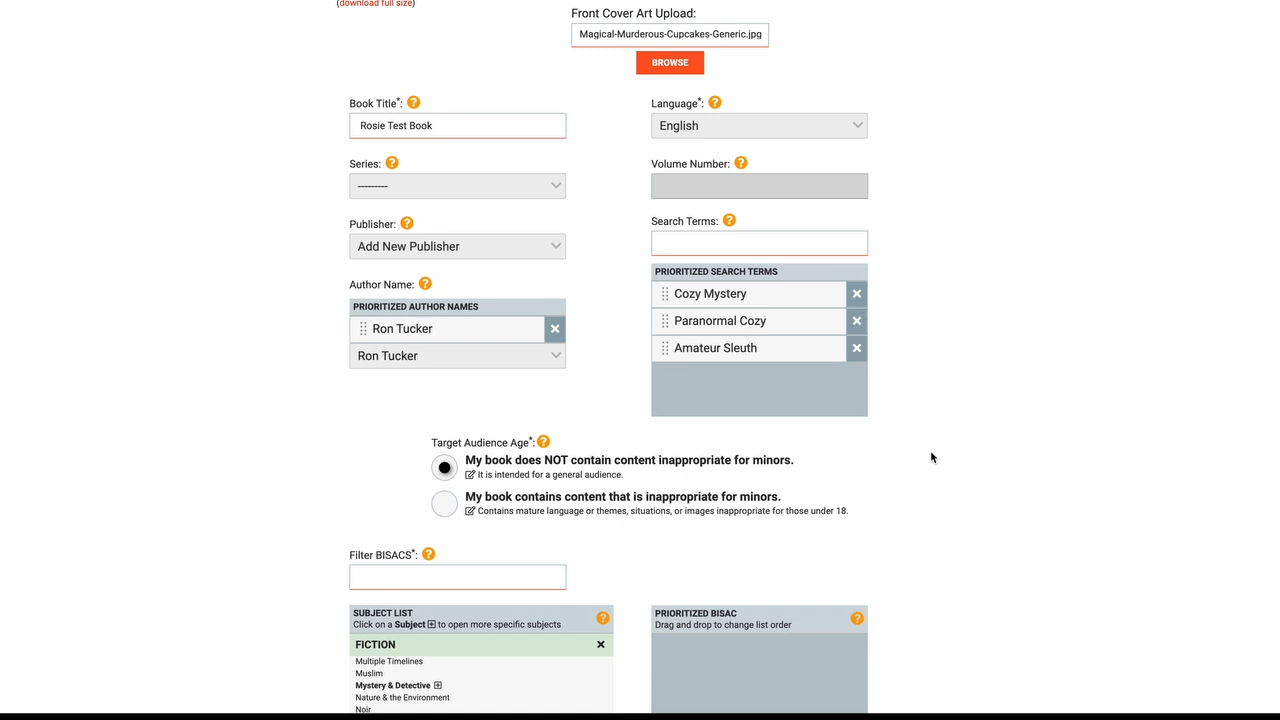 (download full size)
Front Cover Art Upload:
Magical-Murderous-Cupcakes-Generic.jpg
BROWSE
Book Title*: ?
Rosie Test Book
Language*: ?
English
Series: ?
---------
Volume Number: ?
Publisher: ?
Add New Publisher
Search Terms: ?
Author Name: ?
PRIORITIZED AUTHOR NAMES
Ron Tucker
Ron Tucker
PRIORITIZED SEARCH TERMS
Cozy Mystery
Paranormal Cozy
Amateur Sleuth
Target Audience Age*: ?
My book does NOT contain content inappropriate for minors.
It is intended for a general audience.
My book contains content that is inappropriate for minors.
Contains mature language or themes, situations, or images inappropriate for those under 18.
Filter BISACS*: ?
SUBJECT LIST ?
Click on a Subject to open more specific subjects
FICTION
Multiple Timelines
Muslim
Mystery & Detective
Nature & the Environment
Noir
PRIORITIZED BISAC ?
Drag and drop to change list order